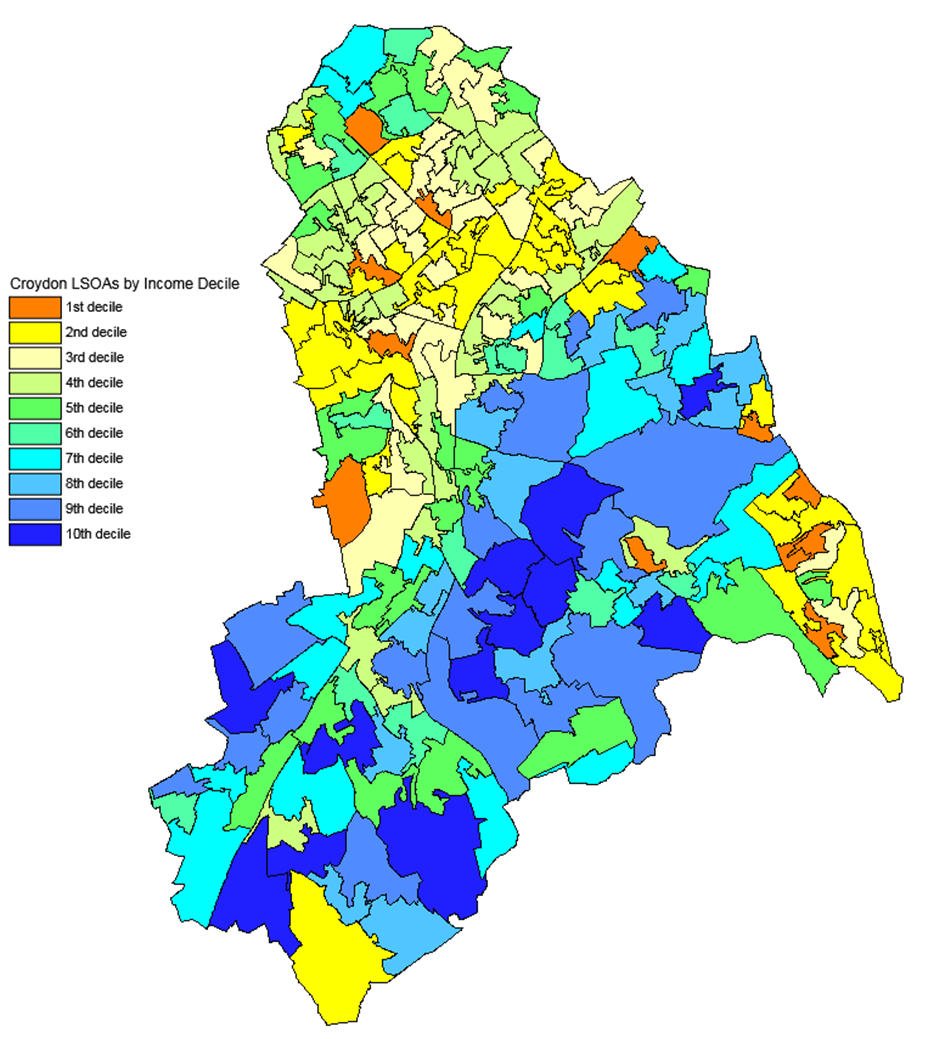 Croydon LSOAs by Income Decile
1st decile
2nd decile
3rd decile
4th decile
5th decile
6th decile
7th decile
8th decile
9th decile
10th decile